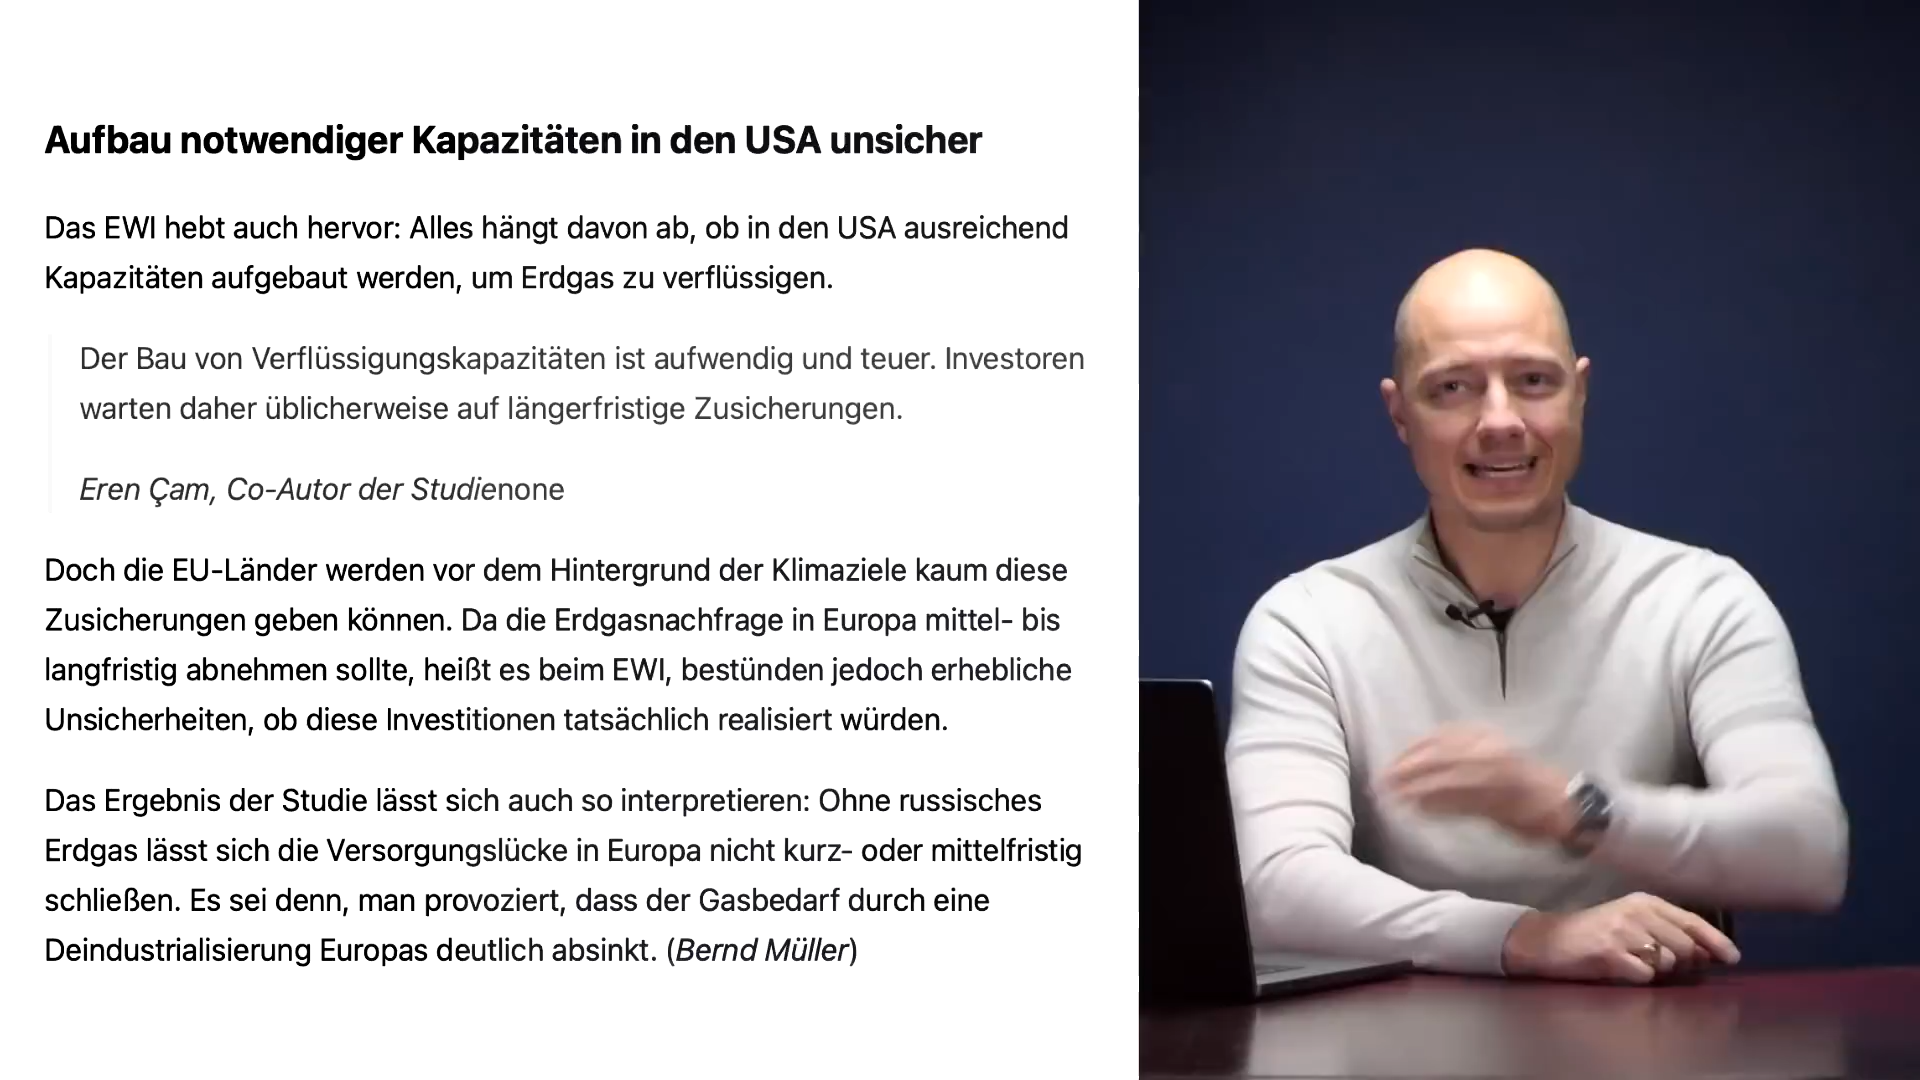 Aufbau notwendiger Kapazitäten in den USA unsicher
Das EWI hebt auch hervor: Alles hängt davon ab, ob in den USA ausreichend
Kapazitäten aufgebaut werden, um Erdgas zu verflüssigen.
Der Bau von Verflüssigungskapazitäten ist aufwendig und teuer. Investoren
warten daher üblicherweise auf längerfristige Zusicherungen.
Eren Çam, Co-Autor der Studienone
Doch die EU-Länder werden vor dem Hintergrund der Klimaziele kaum diese
Zusicherungen geben können. Da die Erdgasnachfrage in Europa mittel- bis
langfristig abnehmen sollte, heißt es beim EWI, bestünden jedoch erhebliche
Unsicherheiten, ob diese Investitionen tatsächlich realisiert würden.
Das Ergebnis der Studie lässt sich auch so interpretieren: Ohne russisches
Erdgas lässt sich die Versorgungslücke in Europa nicht kurz- oder mittelfristig
schließen. Es sei denn, man provoziert, dass der Gasbedarf durch eine
Deindustrialisierung Europas deutlich absinkt. (Bernd Müller)